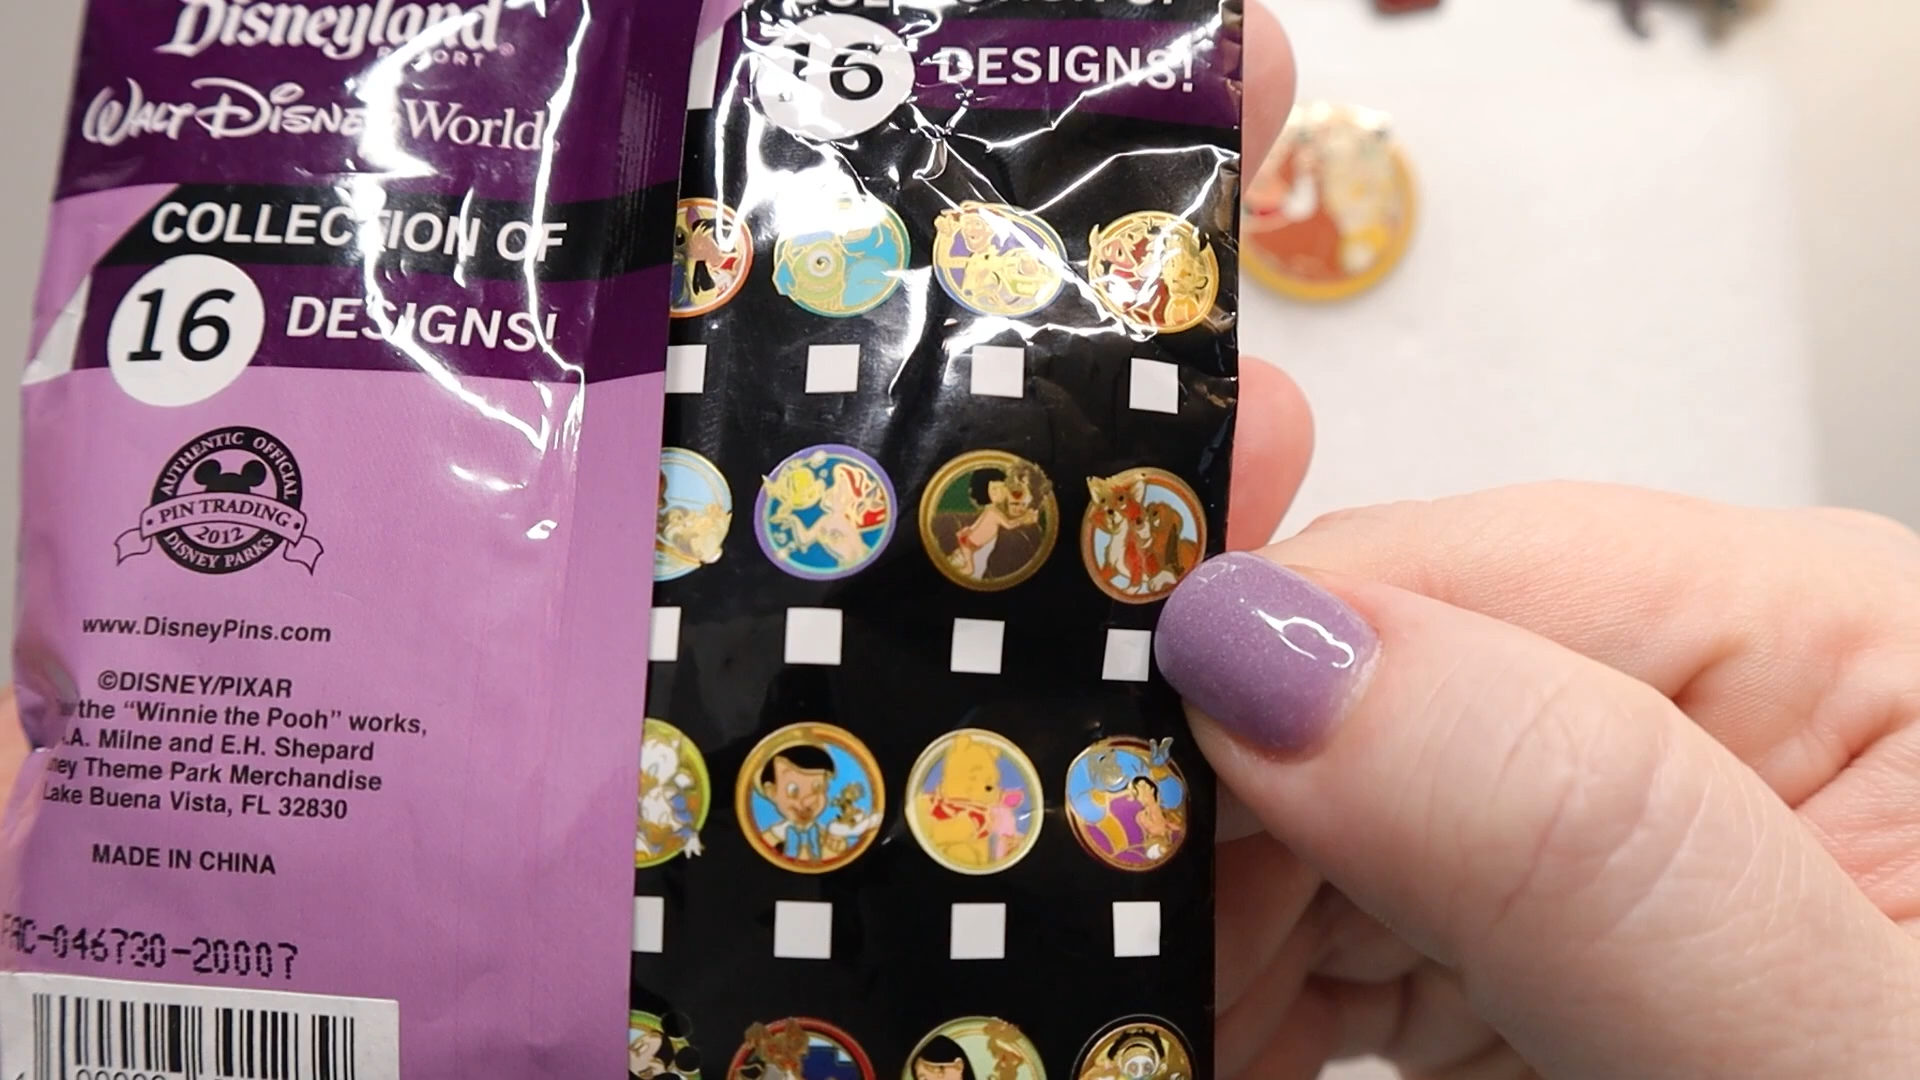 Disneyland
RESORT
WALT DISNEY World
COLLECTION OF
16 DESIGNS!
AUTHENTIC OFFICIAL
PIN TRADING
2012
DISNEY PARKS
www.DisneyPins.com
©DISNEY/PIXAR
the “Winnie the Pooh” works,
A. Milne and E.H. Shepard
Theme Park Merchandise
Lake Buena Vista, FL 32830
MADE IN CHINA
FAC-046730-20007
16 DESIGNS!